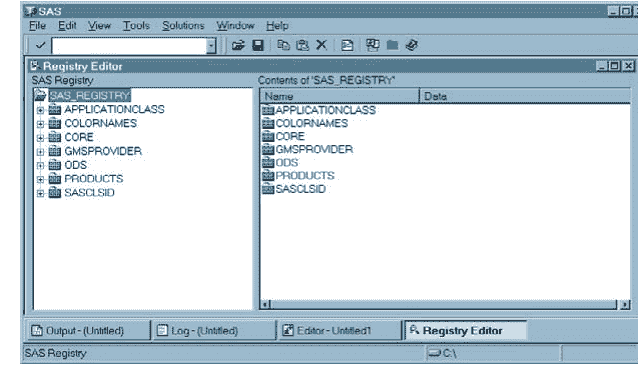 SAS
File Edit View Tools Solutions Window Help
Registry Editor
SAS Registry
SAS_REGISTRY
APPLICATIONCLASS
COLORNAMES
CORE
GMSPROVIDER
ODS
PRODUCTS
SASCLSID
Contents of 'SAS_REGISTRY'
Name Data
APPLICATIONCLASS
COLORNAMES
CORE
GMSPROVIDER
ODS
PRODUCTS
SASCLSID
Output - (Untitled) Log - (Untitled) Editor - Untitled1 Registry Editor
SAS Registry C:\